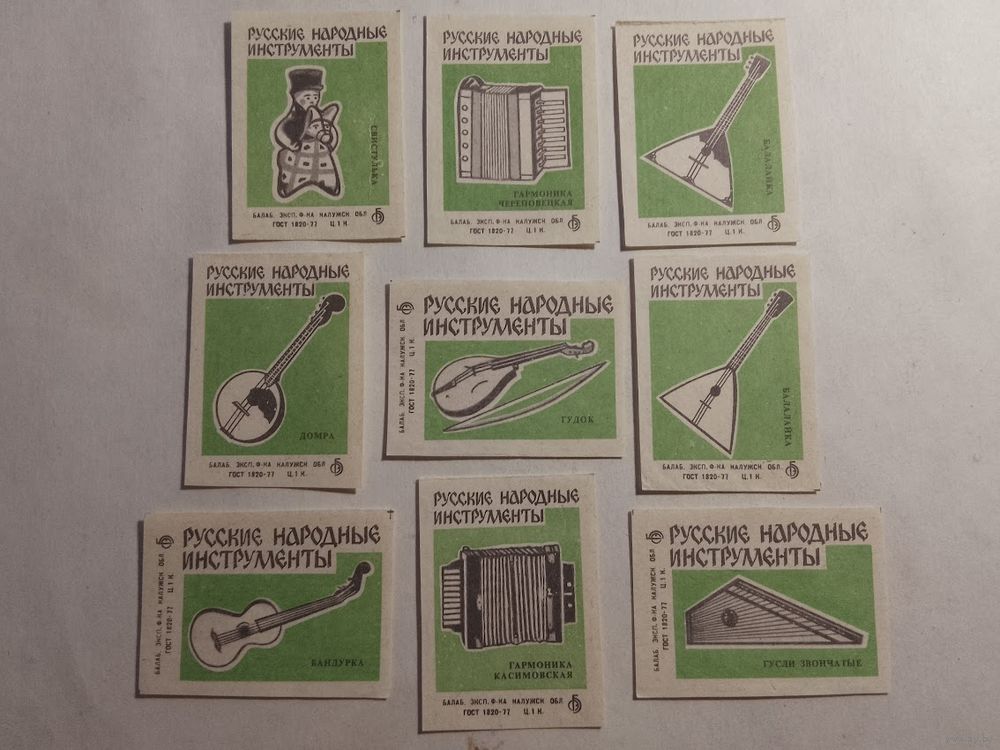 РУССКИЕ НАРОДНЫЕ
ИНСТРУМЕНТЫ
СВИСТУЛЬКА
БАЛАБ. ЭКСП. Ф-КА КАЛУЖСК. ОБЛ
ГОСТ 1820-77 Ц. 1 К.
РУССКИЕ НАРОДНЫЕ
ИНСТРУМЕНТЫ
ГАРМОНИКА
ЧЕРЕПОВЕЦКАЯ
БАЛАБ. ЭКСП. Ф-КА КАЛУЖСК. ОБЛ
ГОСТ 1820-77 Ц. 1 К.
РУССКИЕ НАРОДНЫЕ
ИНСТРУМЕНТЫ
БАЛАЛАЙКА
БАЛАБ. ЭКСП. Ф-КА КАЛУЖСК. ОБЛ
ГОСТ 1820-77 Ц. 1 К.
РУССКИЕ НАРОДНЫЕ
ИНСТРУМЕНТЫ
ДОМРА
БАЛАБ. ЭКСП. Ф-КА КАЛУЖСК. ОБЛ
ГОСТ 1820-77 Ц. 1 К.
РУССКИЕ НАРОДНЫЕ
ИНСТРУМЕНТЫ
ГУДОК
БАЛАБ. ЭКСП. Ф-КА КАЛУЖСК. ОБЛ
ГОСТ 1820-77 Ц. 1 К.
РУССКИЕ НАРОДНЫЕ
ИНСТРУМЕНТЫ
БАЛАЛАЙКА
БАЛАБ. ЭКСП. Ф-КА КАЛУЖСК. ОБЛ
ГОСТ 1820-77 Ц. 1 К.
РУССКИЕ НАРОДНЫЕ
ИНСТРУМЕНТЫ
БАНДУРКА
БАЛАБ. ЭКСП. Ф-КА КАЛУЖСК. ОБЛ
ГОСТ 1820-77 Ц. 1 К.
РУССКИЕ НАРОДНЫЕ
ИНСТРУМЕНТЫ
ГАРМОНИКА
КАСИМОВСКАЯ
БАЛАБ. ЭКСП. Ф-КА КАЛУЖСК. ОБЛ
ГОСТ 1820-77 Ц. 1 К.
РУССКИЕ НАРОДНЫЕ
ИНСТРУМЕНТЫ
ГУСЛИ ЗВОНЧАТЫЕ
БАЛАБ. ЭКСП. Ф-КА КАЛУЖСК. ОБЛ
ГОСТ 1820-77 Ц. 1 К.